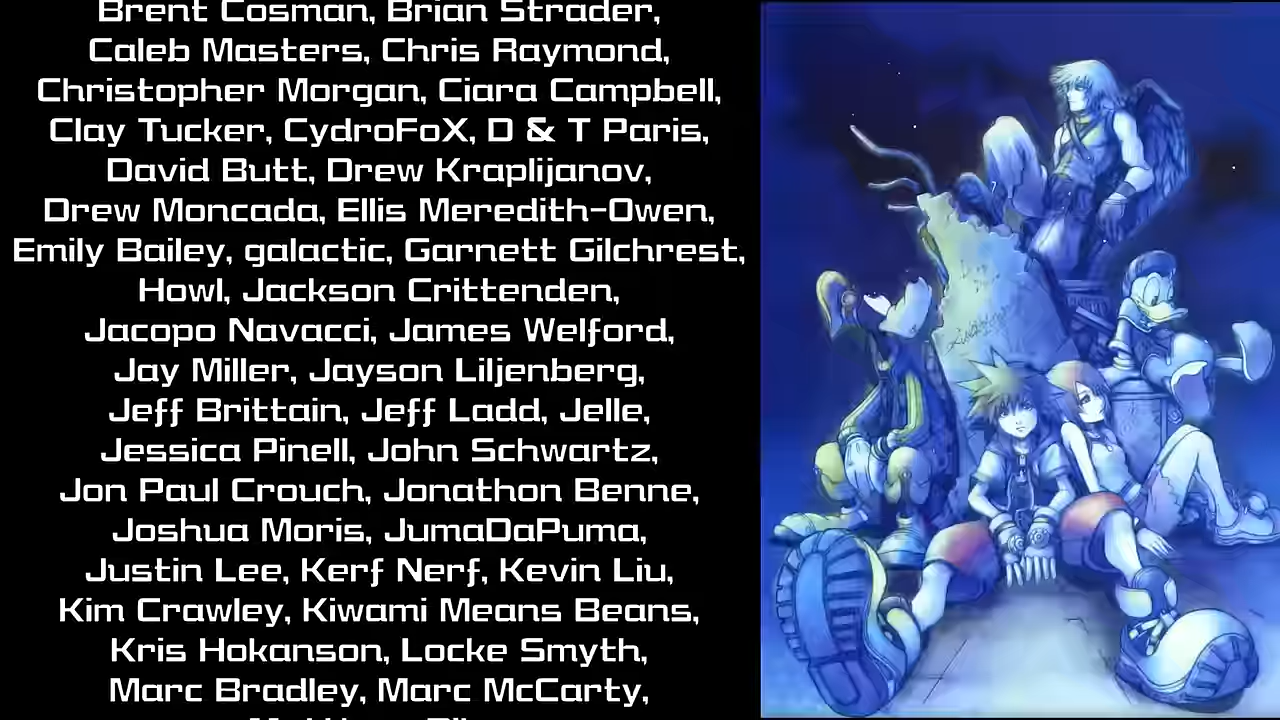 Brent Cosman, Brian Strader,
Caleb Masters, Chris Raymond,
Christopher Morgan, Ciara Campbell,
Clay Tucker, CydroFoX, D & T Paris,
David Butt, Drew Kraplijanov,
Drew Moncada, Ellis Meredith-Owen,
Emily Bailey, galactic, Garnett Gilchrest,
Howl, Jackson Crittenden,
Jacopo Navacci, James Welford,
Jay Miller, Jayson Liljenberg,
Jeff Brittain, Jeff Ladd, Jelle,
Jessica Pinell, John Schwartz,
Jon Paul Crouch, Jonathon Benne,
Joshua Moris, JumaDaPuma,
Justin Lee, Kerf Nerf, Kevin Liu,
Kim Crawley, Kiwami Means Beans,
Kris Hokanson, Locke Smyth,
Marc Bradley, Marc McCarty,